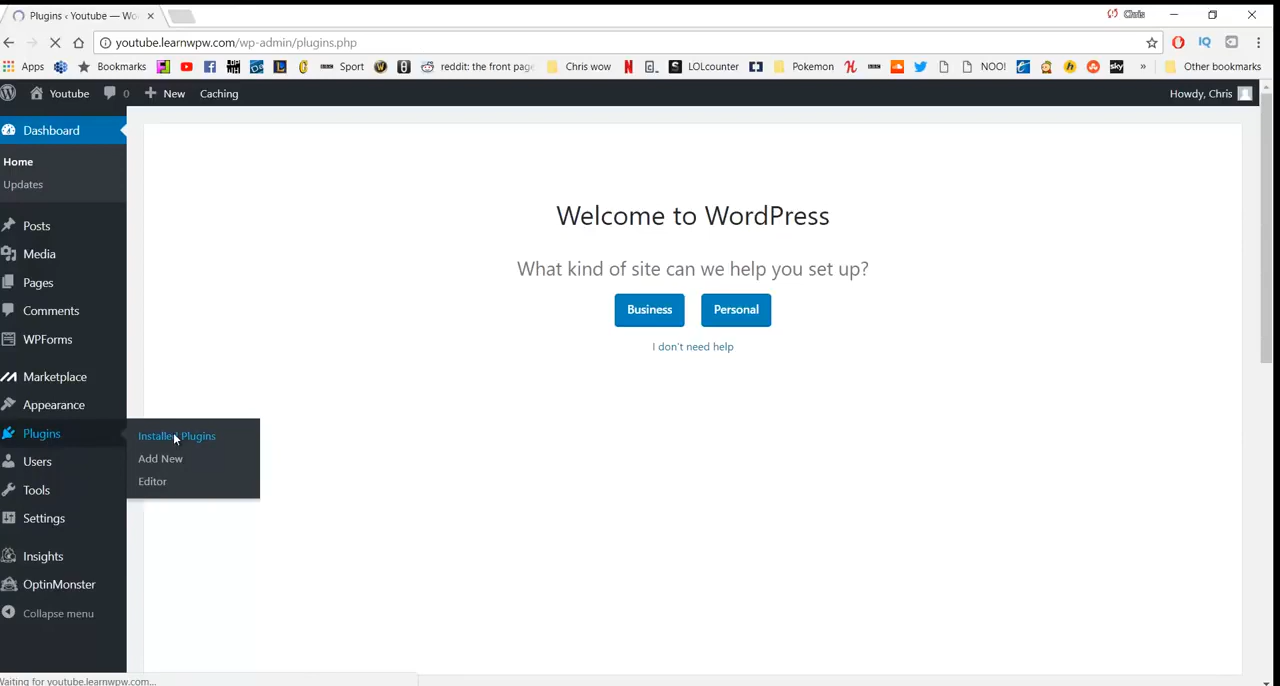 Plugins ‹ Youtube — Wo
Chris
youtube.learnwpw.com/wp-admin/plugins.php
IQ
Apps
Bookmarks
Sport
reddit: the front page
Chris wow
LOLcounter
Pokemon
NOO!
sky
»
Other bookmarks
Youtube
0
New
Caching
Howdy, Chris
Dashboard
Home
Updates
Posts
Media
Pages
Comments
WPForms
Marketplace
Appearance
Plugins
Users
Tools
Settings
Insights
OptinMonster
Collapse menu
Installed Plugins
Add New
Editor
Welcome to WordPress
What kind of site can we help you set up?
Business
Personal
I don't need help
Waiting for youtube.learnwpw.com...